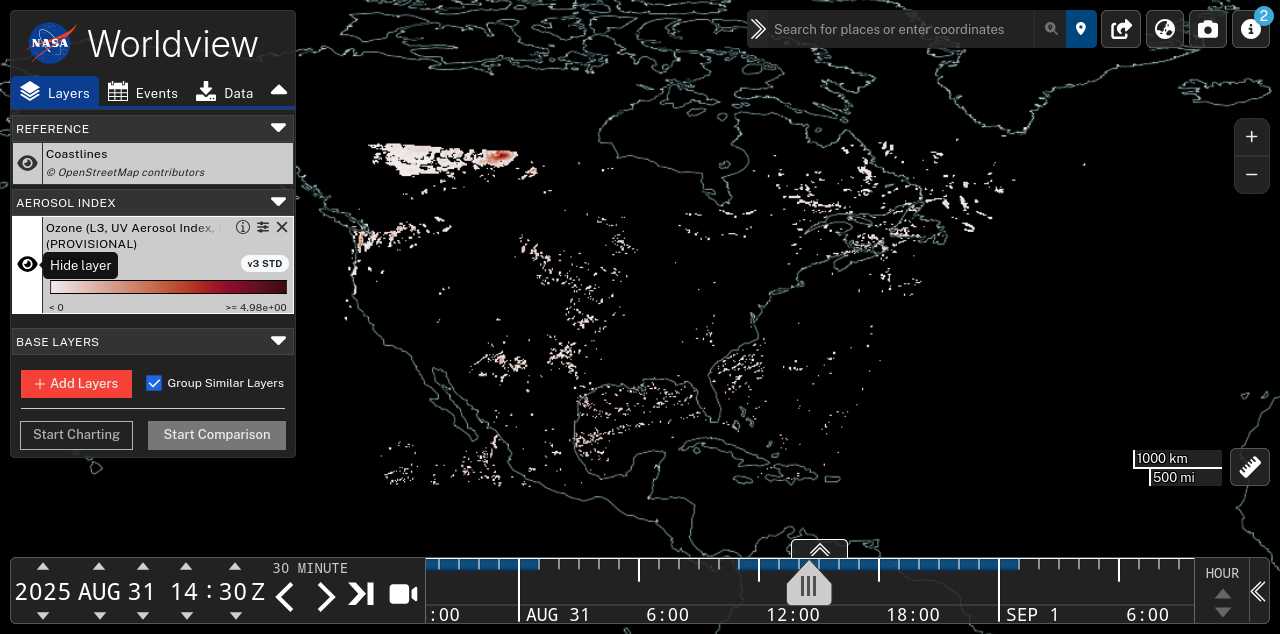 NASA
Worldview
Layers
Events
Data
REFERENCE
Coastlines
© OpenStreetMap contributors
AEROSOL INDEX
Ozone (L3, UV Aerosol Index,
(PROVISIONAL)
Hide layer
v3 STD
< 0
>= 4.98e+00
BASE LAYERS
+ Add Layers
Group Similar Layers
Start Charting
Start Comparison
Search for places or enter coordinates
2
+
−
1000 km
500 mi
2025 AUG 31 14 : 30 Z
30 MINUTE
:00
AUG 31
6:00
12:00
18:00
SEP 1
6:00
HOUR